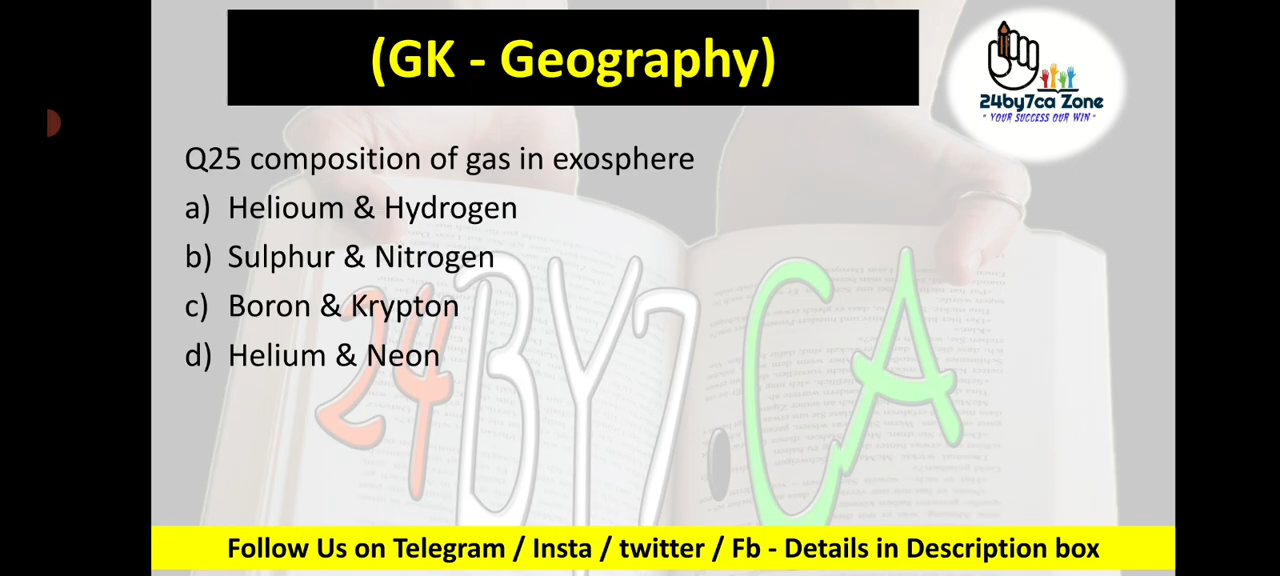 (GK - Geography)
24by7ca Zone
" YOUR SUCCESS OUR WIN "
Q25 composition of gas in exosphere
a) Helioum & Hydrogen
b) Sulphur & Nitrogen
c) Boron & Krypton
d) Helium & Neon
24BY7.CA
Follow Us on Telegram / Insta / twitter / Fb - Details in Description box